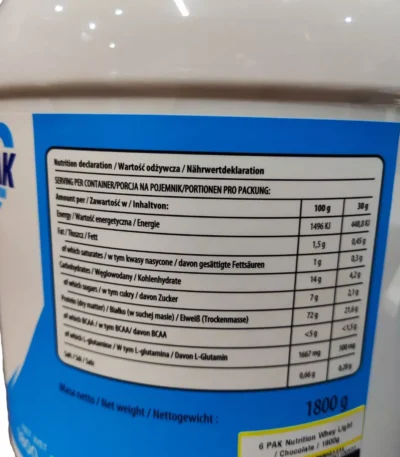 AK
Nutrition declaration / Wartość odżywcza / Nährwertdeklaration
SERVING PER CONTAINER/PORCJA NA POJEMNIK/PORTIONEN PRO PACKUNG:
Amount per / Zawartość w / Inhaltvon: 100 g 30 g
Energy / Wartość energetyczna / Energie 1496 KJ 448,8 KJ
Fat / Tłuszcz / Fett 1,5 g 0,45g
of which saturates / w tym kwasy nasycone / davon gesättigte Fettsäuren 1 g 0,3 g
Carbohydrates / Węglowodany / Kohlenhydrate 14 g 4,2 g
of which sugars / w tym cukry / davon Zucker 7 g 2,1 g
Protein (dry matter) / Białko (w suchej masie) / Eiweiß (Trockenmasse) 72 g 21,6 g
of which BCAA / w tym BCAA/ davon BCAA <5 g <1,5 g
of which L-glutamine / W tym L-glutamina / Davon L-Glutamin 1667 mg 500 mg
Salt / Sól / Salz 0,66 g 0,20 g
Masa netto / Net weight / Nettogewicht : 1800 g
6 PAK Nutrition Whey Light
/ Chocolate / 1800g